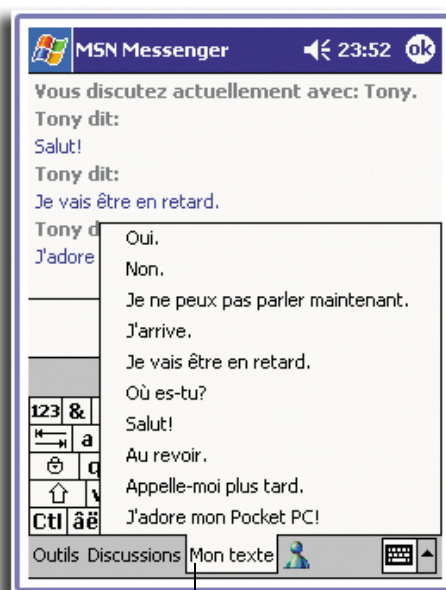 MSN Messenger 23:52 ok
Vous discutez actuellement avec: Tony.
Tony dit:
Salut!
Tony dit:
Je vais être en retard.
Tony d
J'adore
Oui.
Non.
Je ne peux pas parler maintenant.
J'arrive.
Je vais être en retard.
Où es-tu?
Salut!
Au revoir.
Appelle-moi plus tard.
J'adore mon Pocket PC!
123 &
a
q
Ctl âë
Outils Discussions Mon texte